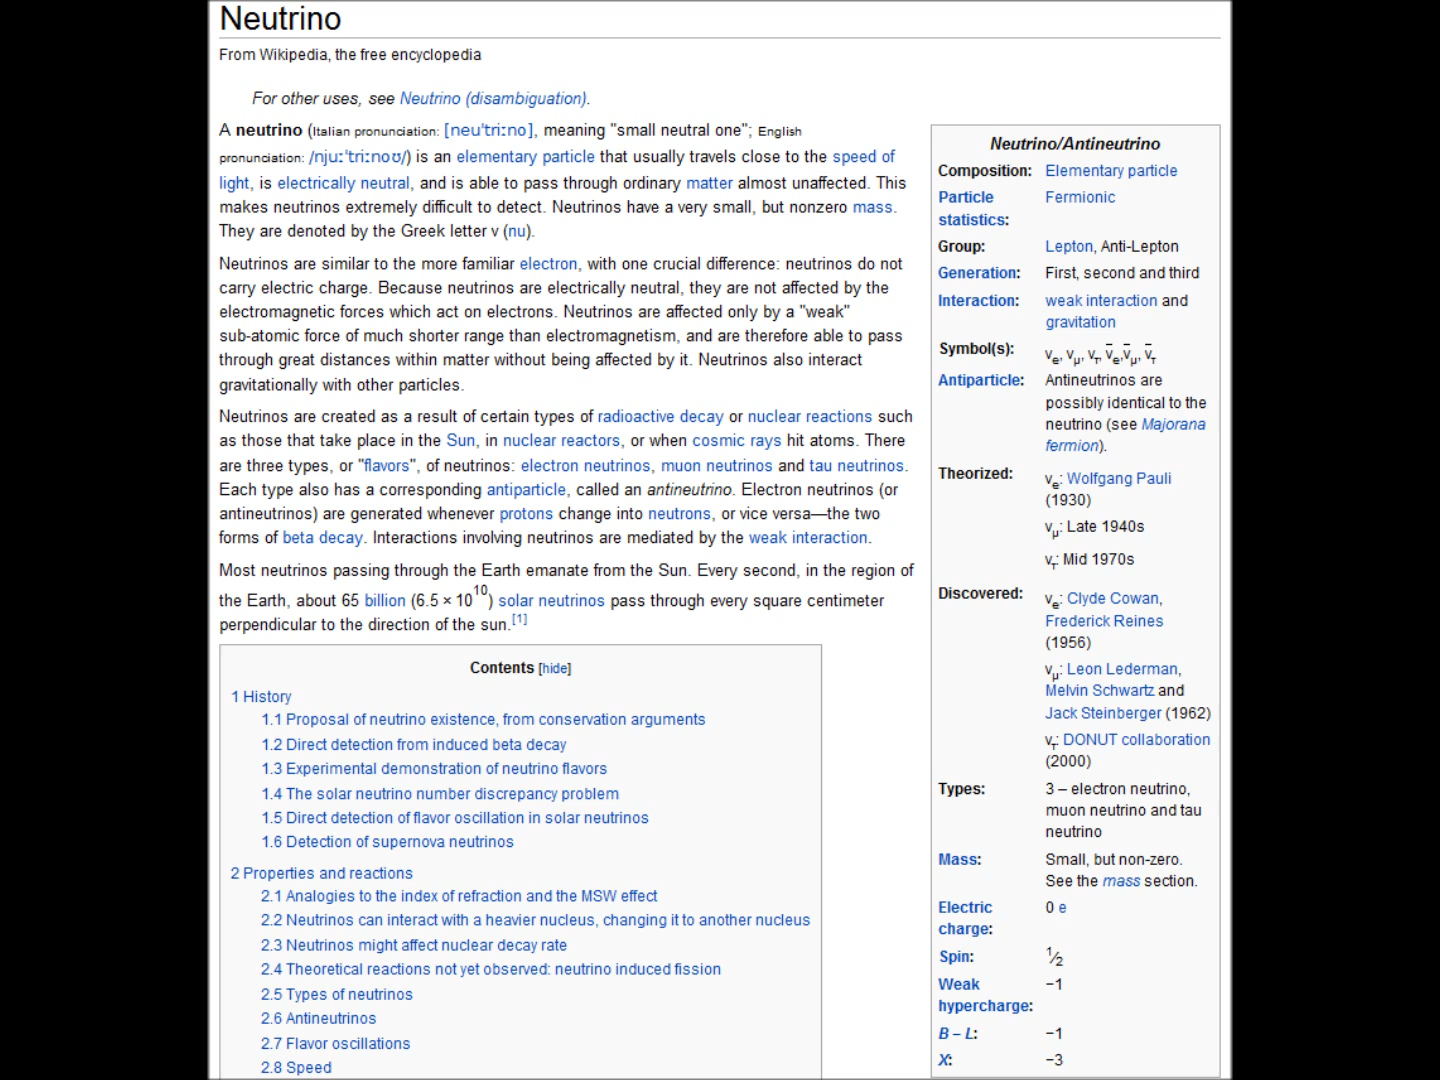 Neutrino
From Wikipedia, the free encyclopedia
For other uses, see Neutrino (disambiguation).
A neutrino (Italian pronunciation: [neuˈtriːno], meaning "small neutral one"; English
pronunciation: /njuːˈtriːnoʊ/) is an elementary particle that usually travels close to the speed of
light, is electrically neutral, and is able to pass through ordinary matter almost unaffected. This
makes neutrinos extremely difficult to detect. Neutrinos have a very small, but nonzero mass.
They are denoted by the Greek letter ν (nu).
Neutrinos are similar to the more familiar electron, with one crucial difference: neutrinos do not
carry electric charge. Because neutrinos are electrically neutral, they are not affected by the
electromagnetic forces which act on electrons. Neutrinos are affected only by a "weak"
sub-atomic force of much shorter range than electromagnetism, and are therefore able to pass
through great distances within matter without being affected by it. Neutrinos also interact
gravitationally with other particles.
Neutrinos are created as a result of certain types of radioactive decay or nuclear reactions such
as those that take place in the Sun, in nuclear reactors, or when cosmic rays hit atoms. There
are three types, or "flavors", of neutrinos: electron neutrinos, muon neutrinos and tau neutrinos.
Each type also has a corresponding antiparticle, called an antineutrino. Electron neutrinos (or
antineutrinos) are generated whenever protons change into neutrons, or vice versa—the two
forms of beta decay. Interactions involving neutrinos are mediated by the weak interaction.
Most neutrinos passing through the Earth emanate from the Sun. Every second, in the region of
the Earth, about 65 billion (6.5 × 10¹⁰) solar neutrinos pass through every square centimeter
perpendicular to the direction of the sun.[1]
Contents [hide]
1 History
1.1 Proposal of neutrino existence, from conservation arguments
1.2 Direct detection from induced beta decay
1.3 Experimental demonstration of neutrino flavors
1.4 The solar neutrino number discrepancy problem
1.5 Direct detection of flavor oscillation in solar neutrinos
1.6 Detection of supernova neutrinos
2 Properties and reactions
2.1 Analogies to the index of refraction and the MSW effect
2.2 Neutrinos can interact with a heavier nucleus, changing it to another nucleus
2.3 Neutrinos might affect nuclear decay rate
2.4 Theoretical reactions not yet observed: neutrino induced fission
2.5 Types of neutrinos
2.6 Antineutrinos
2.7 Flavor oscillations
2.8 Speed
Neutrino/Antineutrino
Composition: Elementary particle
Particle Fermionic
statistics:
Group: Lepton, Anti-Lepton
Generation: First, second and third
Interaction: weak interaction and
gravitation
Symbol(s): νe, νμ, ντ, ν̅e, ν̅μ, ν̅τ
Antiparticle: Antineutrinos are
possibly identical to the
neutrino (see Majorana
fermion).
Theorized: νe: Wolfgang Pauli
(1930)
νμ: Late 1940s
ντ: Mid 1970s
Discovered: νe: Clyde Cowan,
Frederick Reines
(1956)
νμ: Leon Lederman,
Melvin Schwartz and
Jack Steinberger (1962)
ντ: DONUT collaboration
(2000)
Types: 3 – electron neutrino,
muon neutrino and tau
neutrino
Mass: Small, but non-zero.
See the mass section.
Electric 0 e
charge:
Spin: ½
Weak −1
hypercharge:
B – L: −1
X: −3